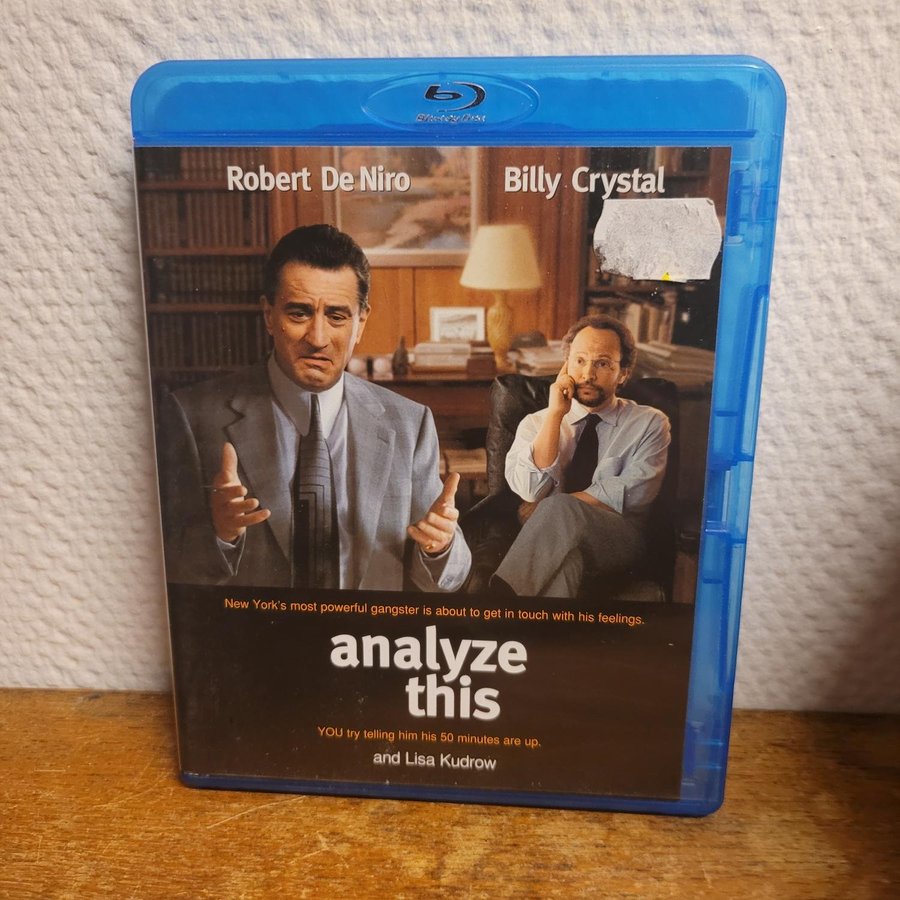 Blu-ray Disc
Robert De Niro Billy Crystal
New York's most powerful gangster is about to get in touch with his feelings.
analyze
this
YOU try telling him his 50 minutes are up.
and Lisa Kudrow